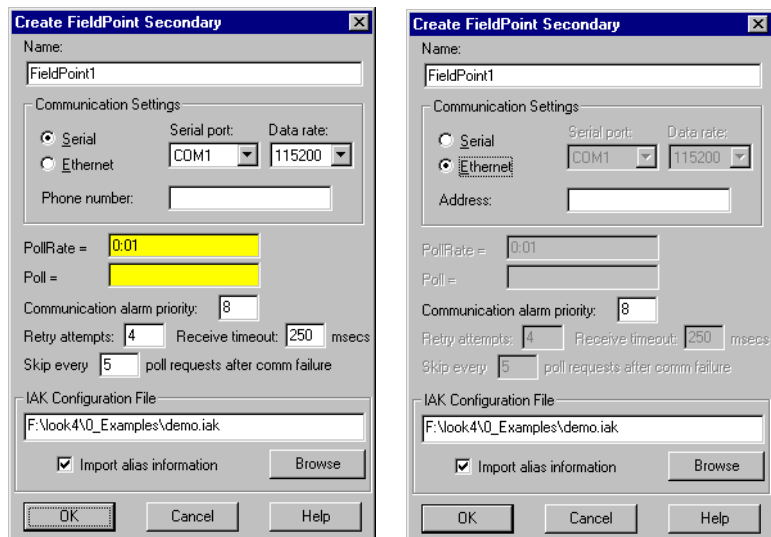 Create FieldPoint Secondary
Name:
FieldPoint1
Communication Settings
Serial
Ethernet
Serial port:
Data rate:
COM1
115200
Phone number:
PollRate =
0:01
Poll =
Communication alarm priority: 8
Retry attempts: 4 Receive timeout: 250 msecs
Skip every 5 poll requests after comm failure
IAK Configuration File
F:\look4\0_Examples\demo.iak
Import alias information
Browse
OK
Cancel
Help
Create FieldPoint Secondary
Name:
FieldPoint1
Communication Settings
Serial
Ethernet
Serial port:
Data rate:
COM1
115200
Address:
PollRate =
0:01
Poll =
Communication alarm priority: 8
Retry attempts: 4 Receive timeout: 250 msecs
Skip every 5 poll requests after comm failure
IAK Configuration File
F:\look4\0_Examples\demo.iak
Import alias information
Browse
OK
Cancel
Help